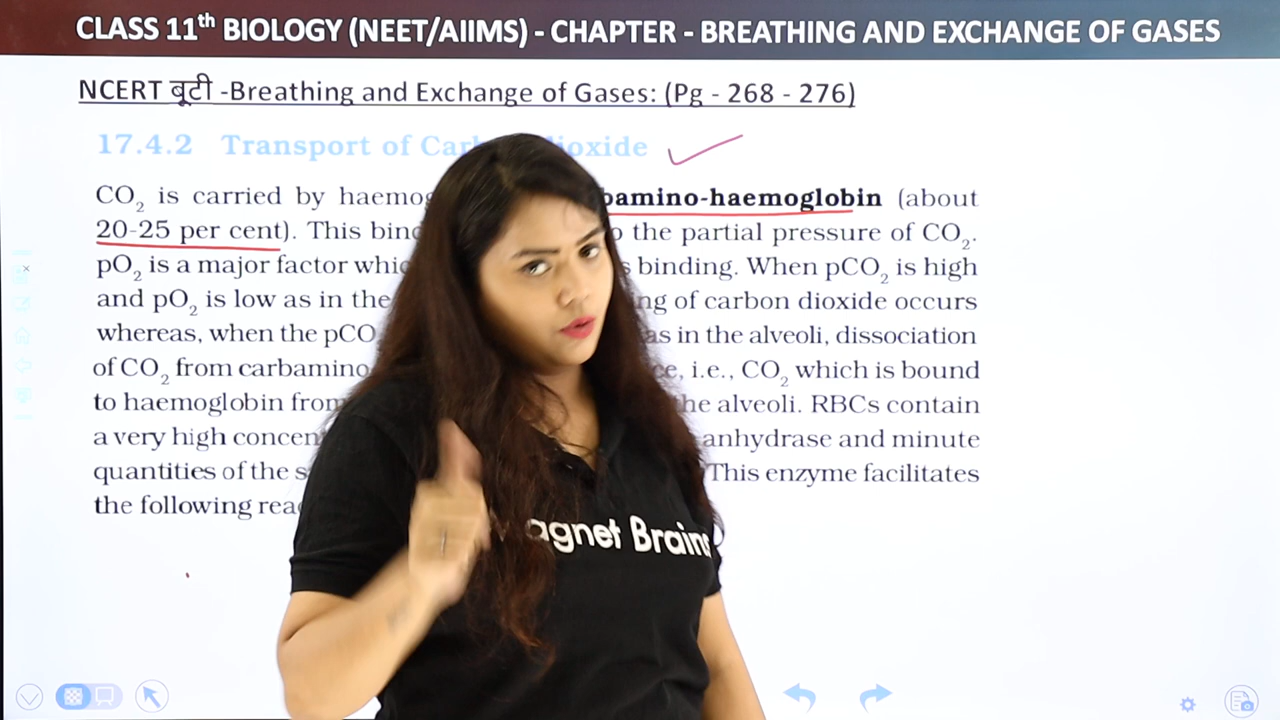 CLASS 11th BIOLOGY (NEET/AIIMS) - CHAPTER - BREATHING AND EXCHANGE OF GASES
NCERT बूटी -Breathing and Exchange of Gases: (Pg - 268 - 276)
17.4.2 Transport of Car ioxide
CO2 is carried by haemog bamino-haemoglobin (about
20-25 per cent). This bind o the partial pressure of CO2.
pO2 is a major factor whic s binding. When pCO2 is high
and pO2 is low as in the ng of carbon dioxide occurs
whereas, when the pCO as in the alveoli, dissociation
of CO2 from carbamino ce, i.e., CO2 which is bound
to haemoglobin from the alveoli. RBCs contain
a very high concen anhydrase and minute
quantities of the s This enzyme facilitates
the following reac
agnet Brains